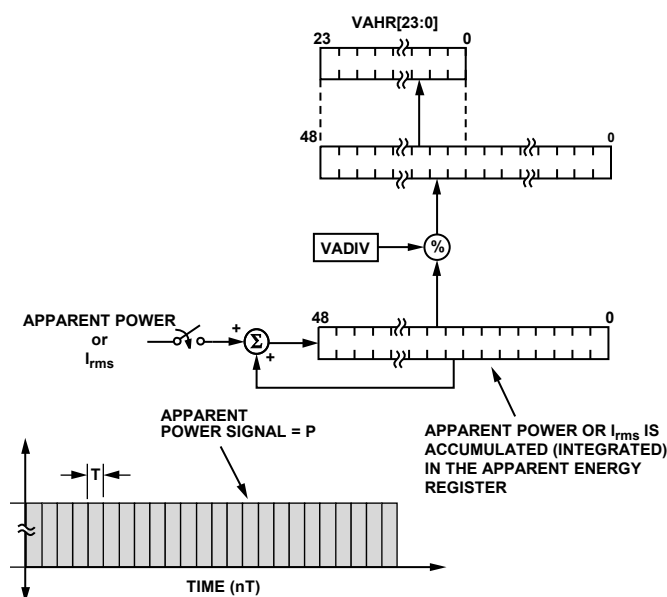 VAHR[23:0]
23 0
48 0
VADIV %
48 0
APPARENT POWER
or
Irms
+
Σ
+
APPARENT
POWER SIGNAL = P
APPARENT POWER OR Irms IS
ACCUMULATED (INTEGRATED)
IN THE APPARENT ENERGY
REGISTER
T
TIME (nT)